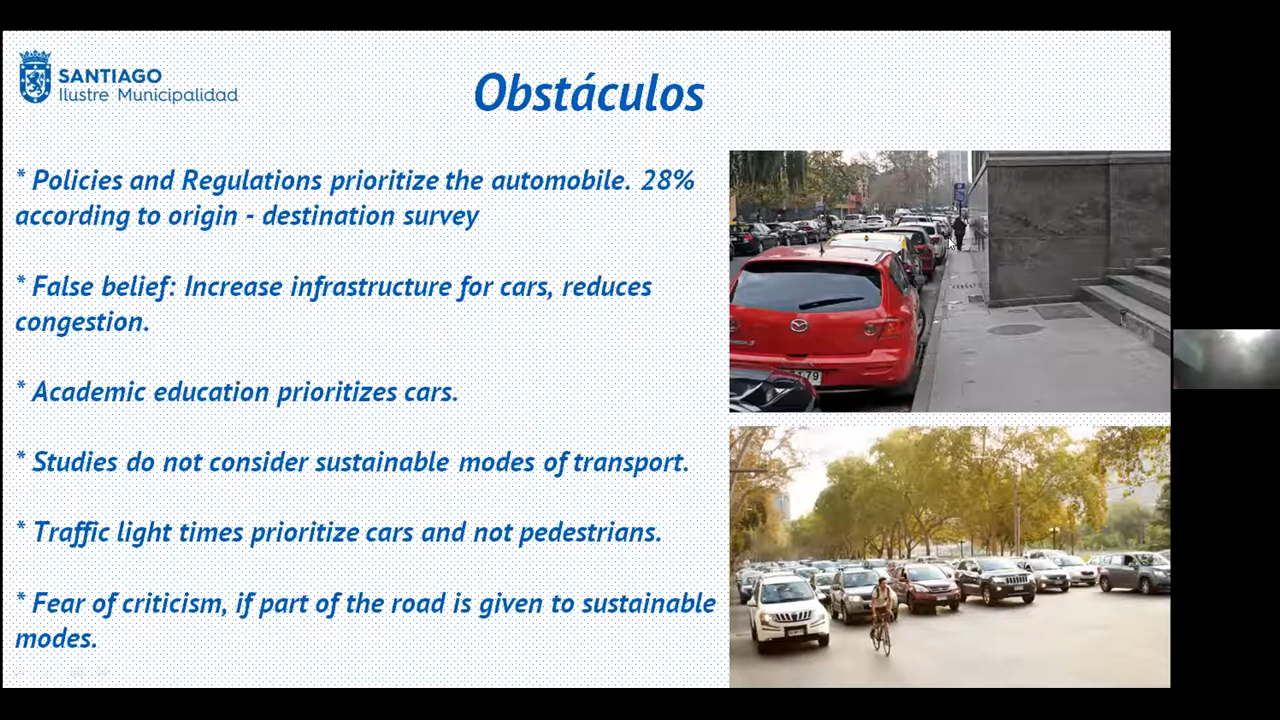 SANTIAGO
Ilustre Municipalidad
Obstáculos
* Policies and Regulations prioritize the automobile. 28%
according to origin - destination survey
* False belief: Increase infrastructure for cars, reduces
congestion.
* Academic education prioritizes cars.
* Studies do not consider sustainable modes of transport.
* Traffic light times prioritize cars and not pedestrians.
* Fear of criticism, if part of the road is given to sustainable
modes.